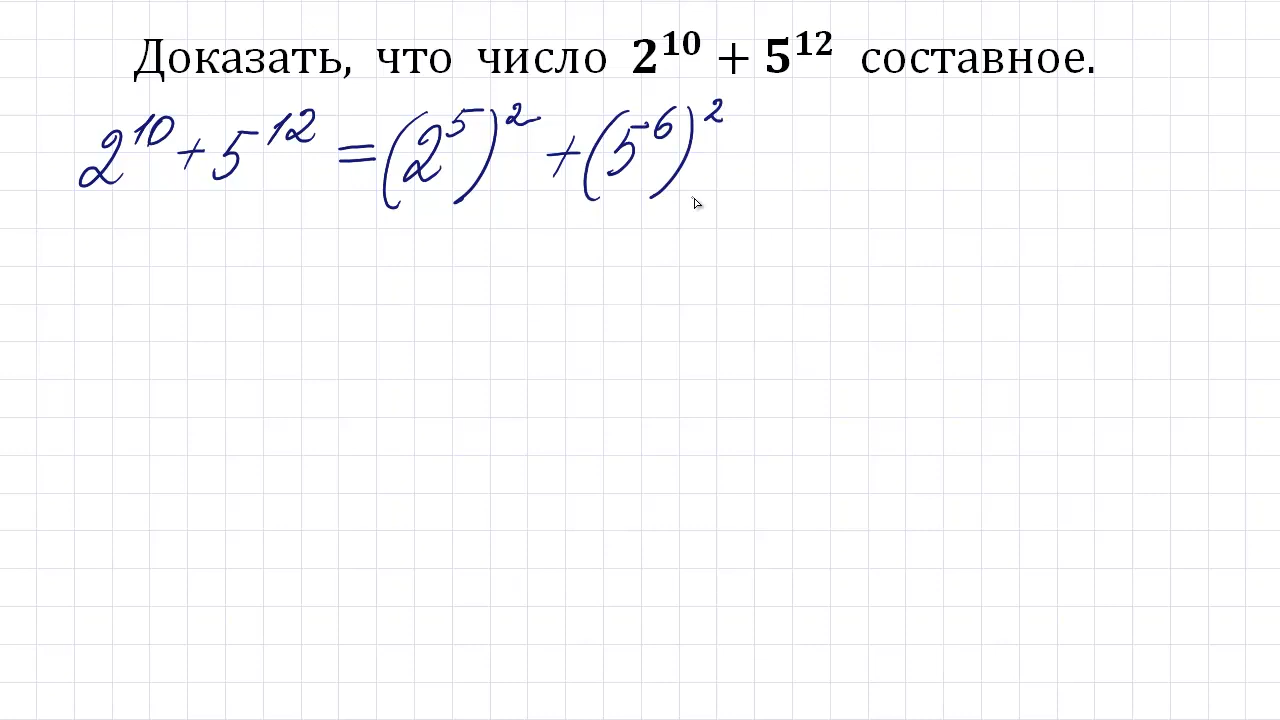 Доказать, что число 2¹⁰ + 5¹² составное.
2¹⁰ + 5¹² = (2⁵)² + (5⁶)²